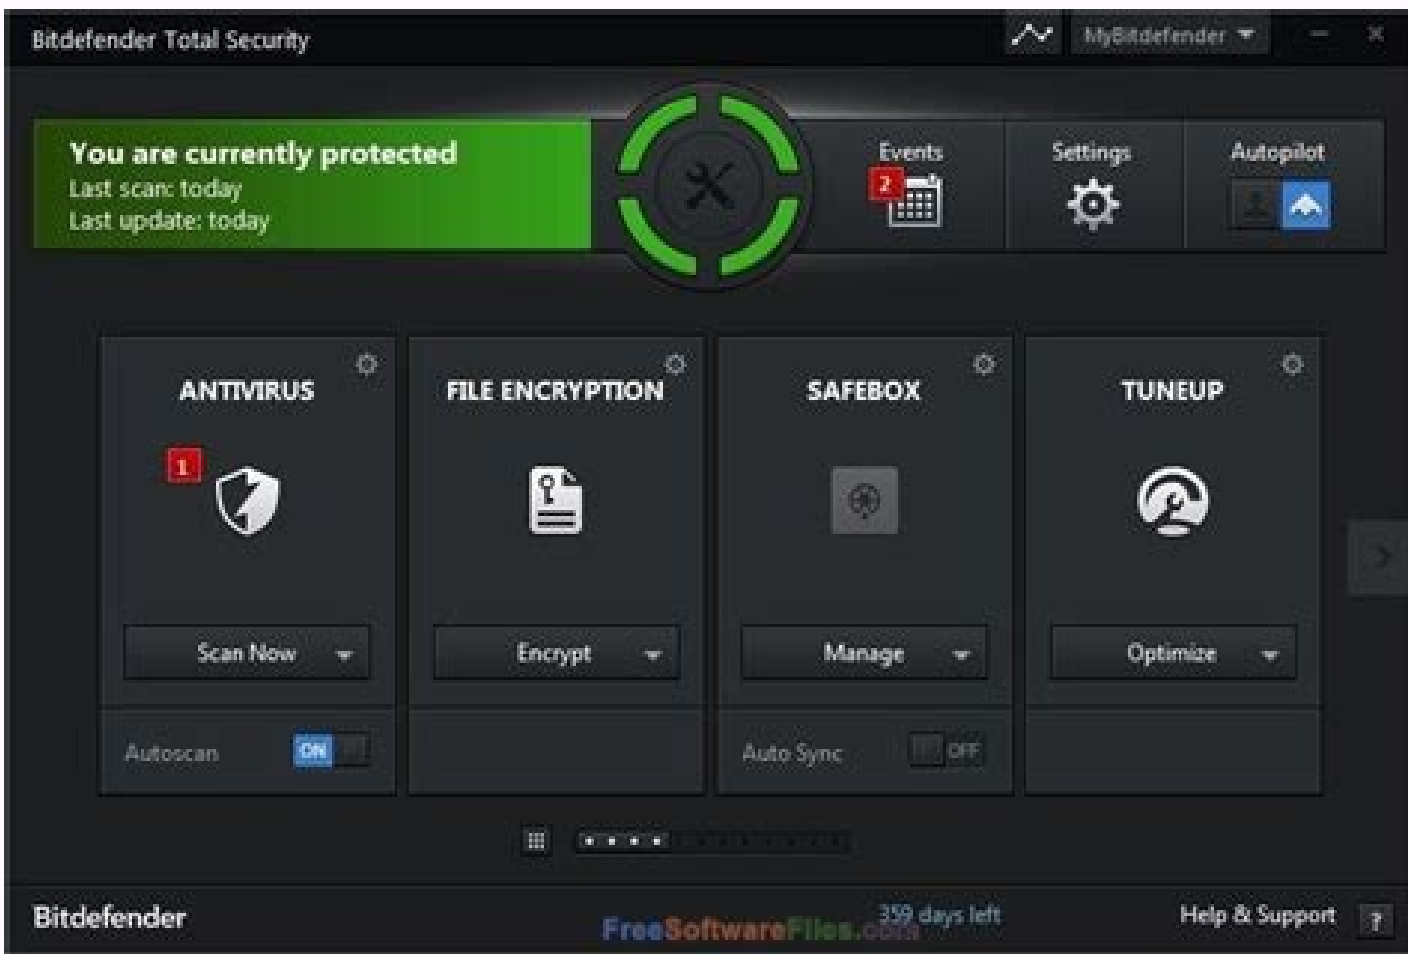 Bitdefender Total Security
MyBitdefender
You are currently protected
Last scan: today
Last update: today
Events
2
Settings
Autopilot
ANTIVIRUS
1
Scan Now
Autoscan
ON
FILE ENCRYPTION
Encrypt
SAFEBOX
Manage
Auto Sync
OFF
TUNEUP
Optimize
Bitdefender
FreeSoftwareFiles.com
359 days left
Help & Support
?